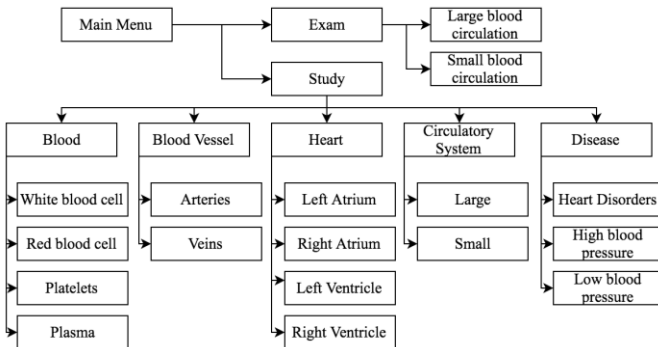 Main Menu
Exam
Large blood
circulation
Small blood
circulation
Study
Blood
Blood Vessel
Heart
Circulatory
System
Disease
White blood cell
Arteries
Left Atrium
Large
Heart Disorders
Red blood cell
Veins
Right Atrium
Small
High blood
pressure
Platelets
Left Ventricle
Low blood
pressure
Plasma
Right Ventricle